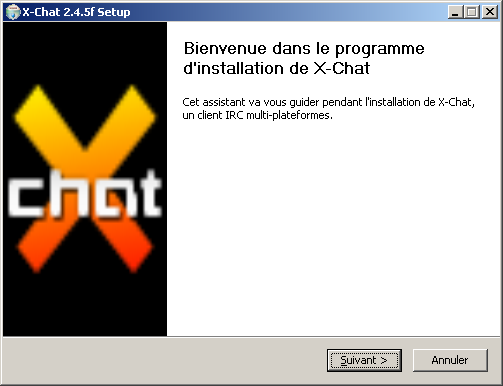 X-Chat 2.4.5f Setup
Bienvenue dans le programme
d'installation de X-Chat
Cet assistant va vous guider pendant l'installation de X-Chat,
un client IRC multi-plateformes.
X
chat
Suivant >
Annuler